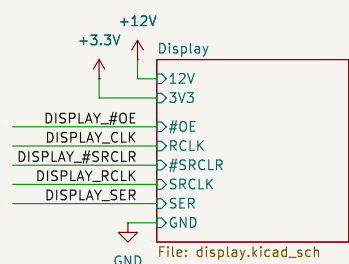 +12V
+3.3V
Display
12V
3V3
DISPLAY_#OE #OE
DISPLAY_CLK RCLK
DISPLAY_#SRCLR #SRCLR
DISPLAY_RCLK SRCLK
DISPLAY_SER SER
GND
File: display.kicad_sch
GND